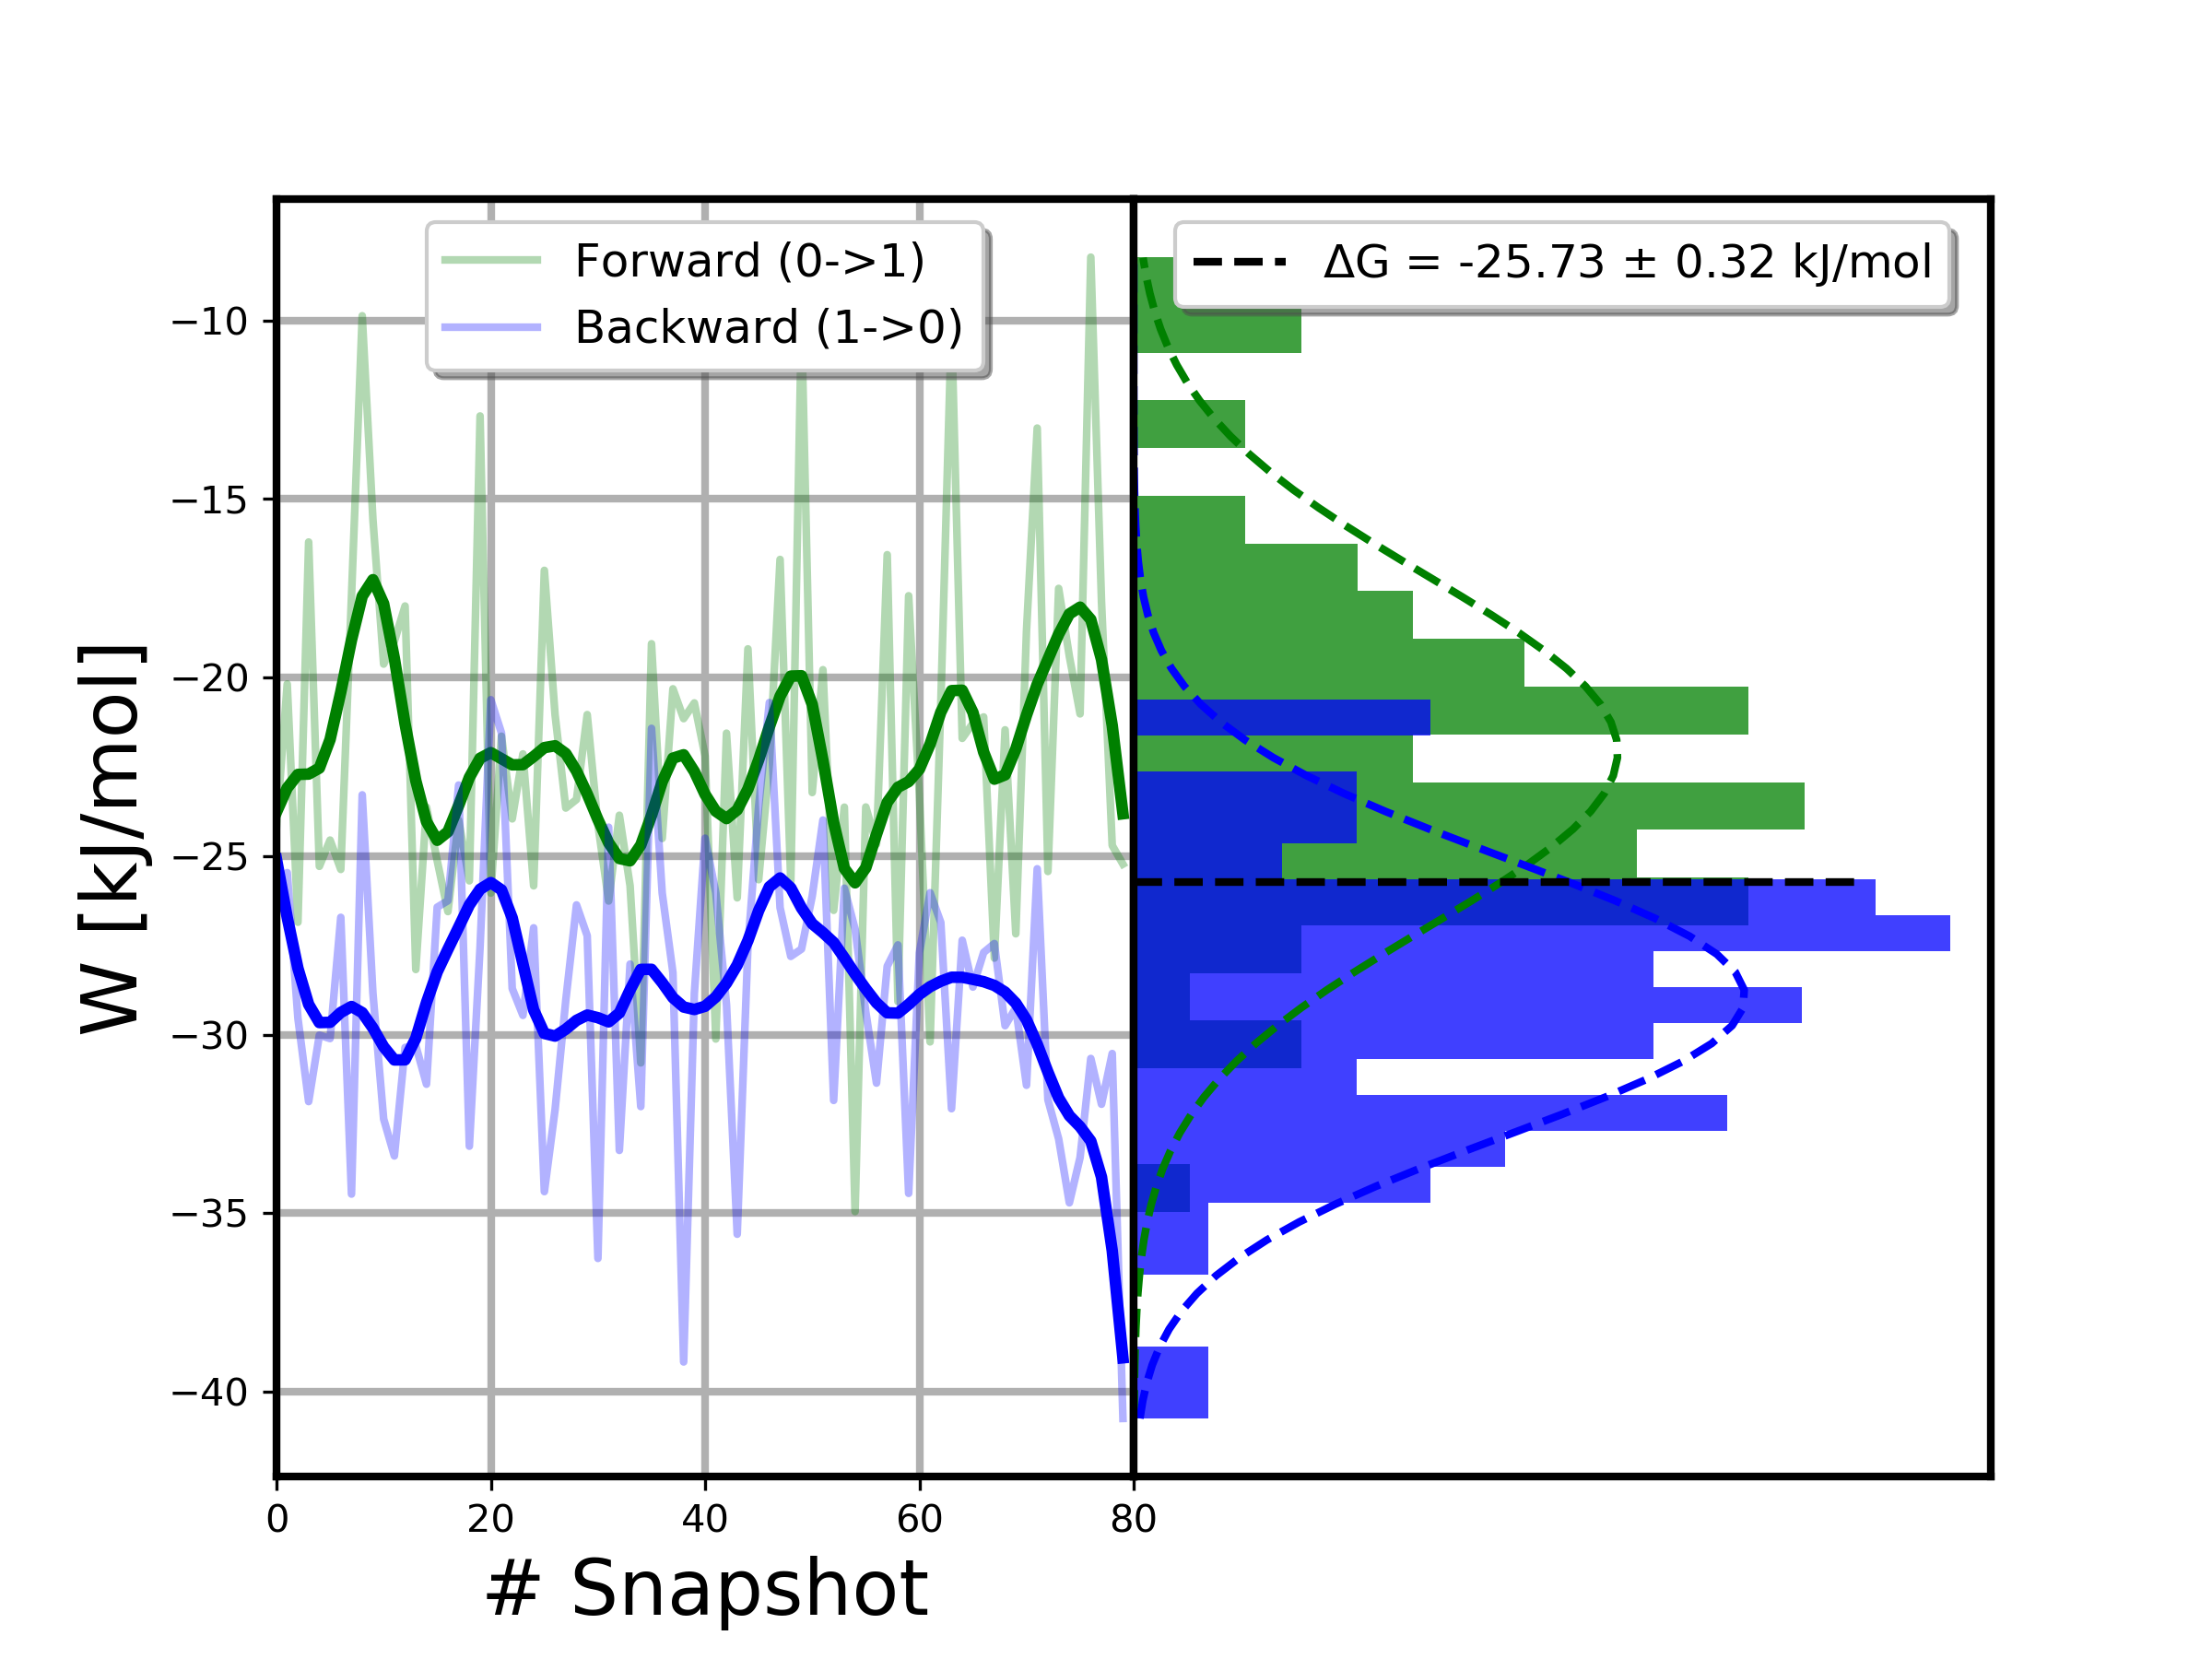 Forward (0->1)
Backward (1->0)
ΔG = -25.73 ± 0.32 kJ/mol
−10
−15
−20
−25
−30
−35
−40
W [kJ/mol]
0 20 40 60 80
# Snapshot